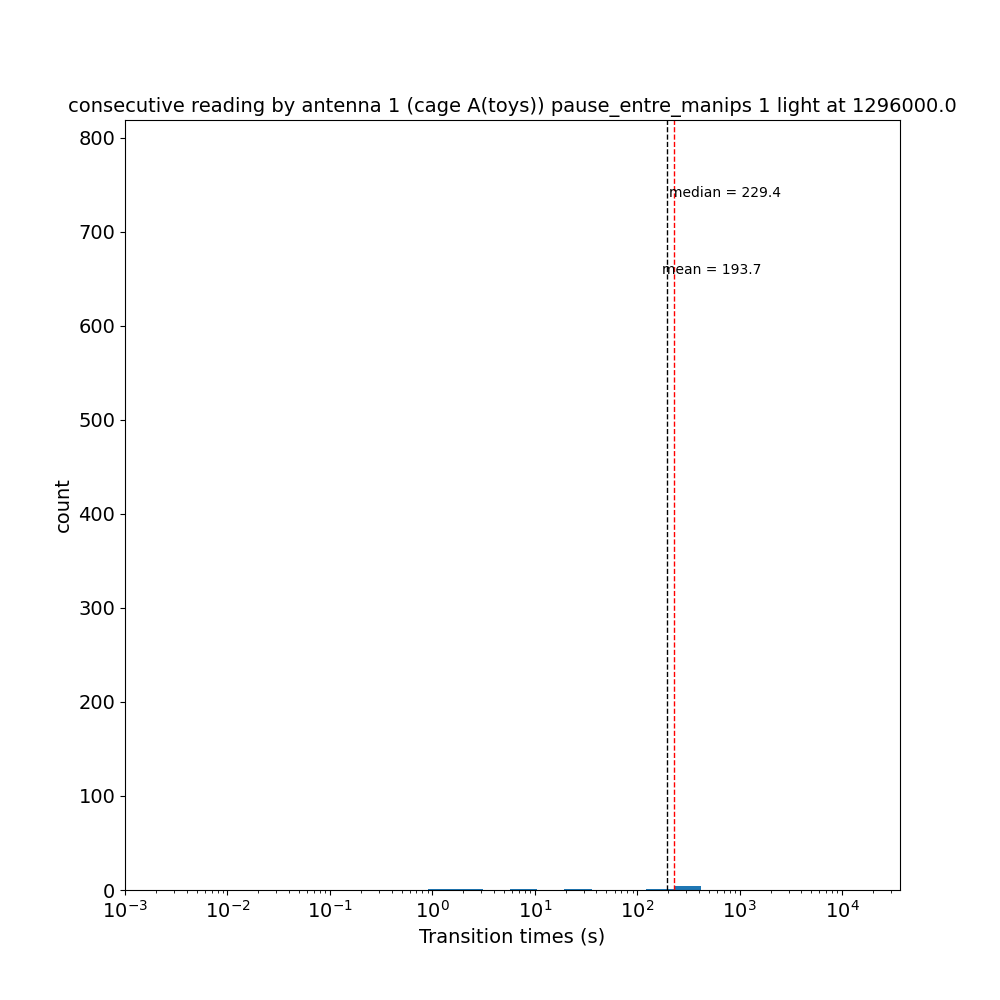 consecutive reading by antenna 1 (cage A(toys)) pause_entre_manips 1 light at 1296000.0
800
median = 229.4
700
mean = 193.7
600
500
count
400
300
200
100
0
10⁻³ 10⁻² 10⁻¹ 10⁰ 10¹ 10² 10³ 10⁴
Transition times (s)